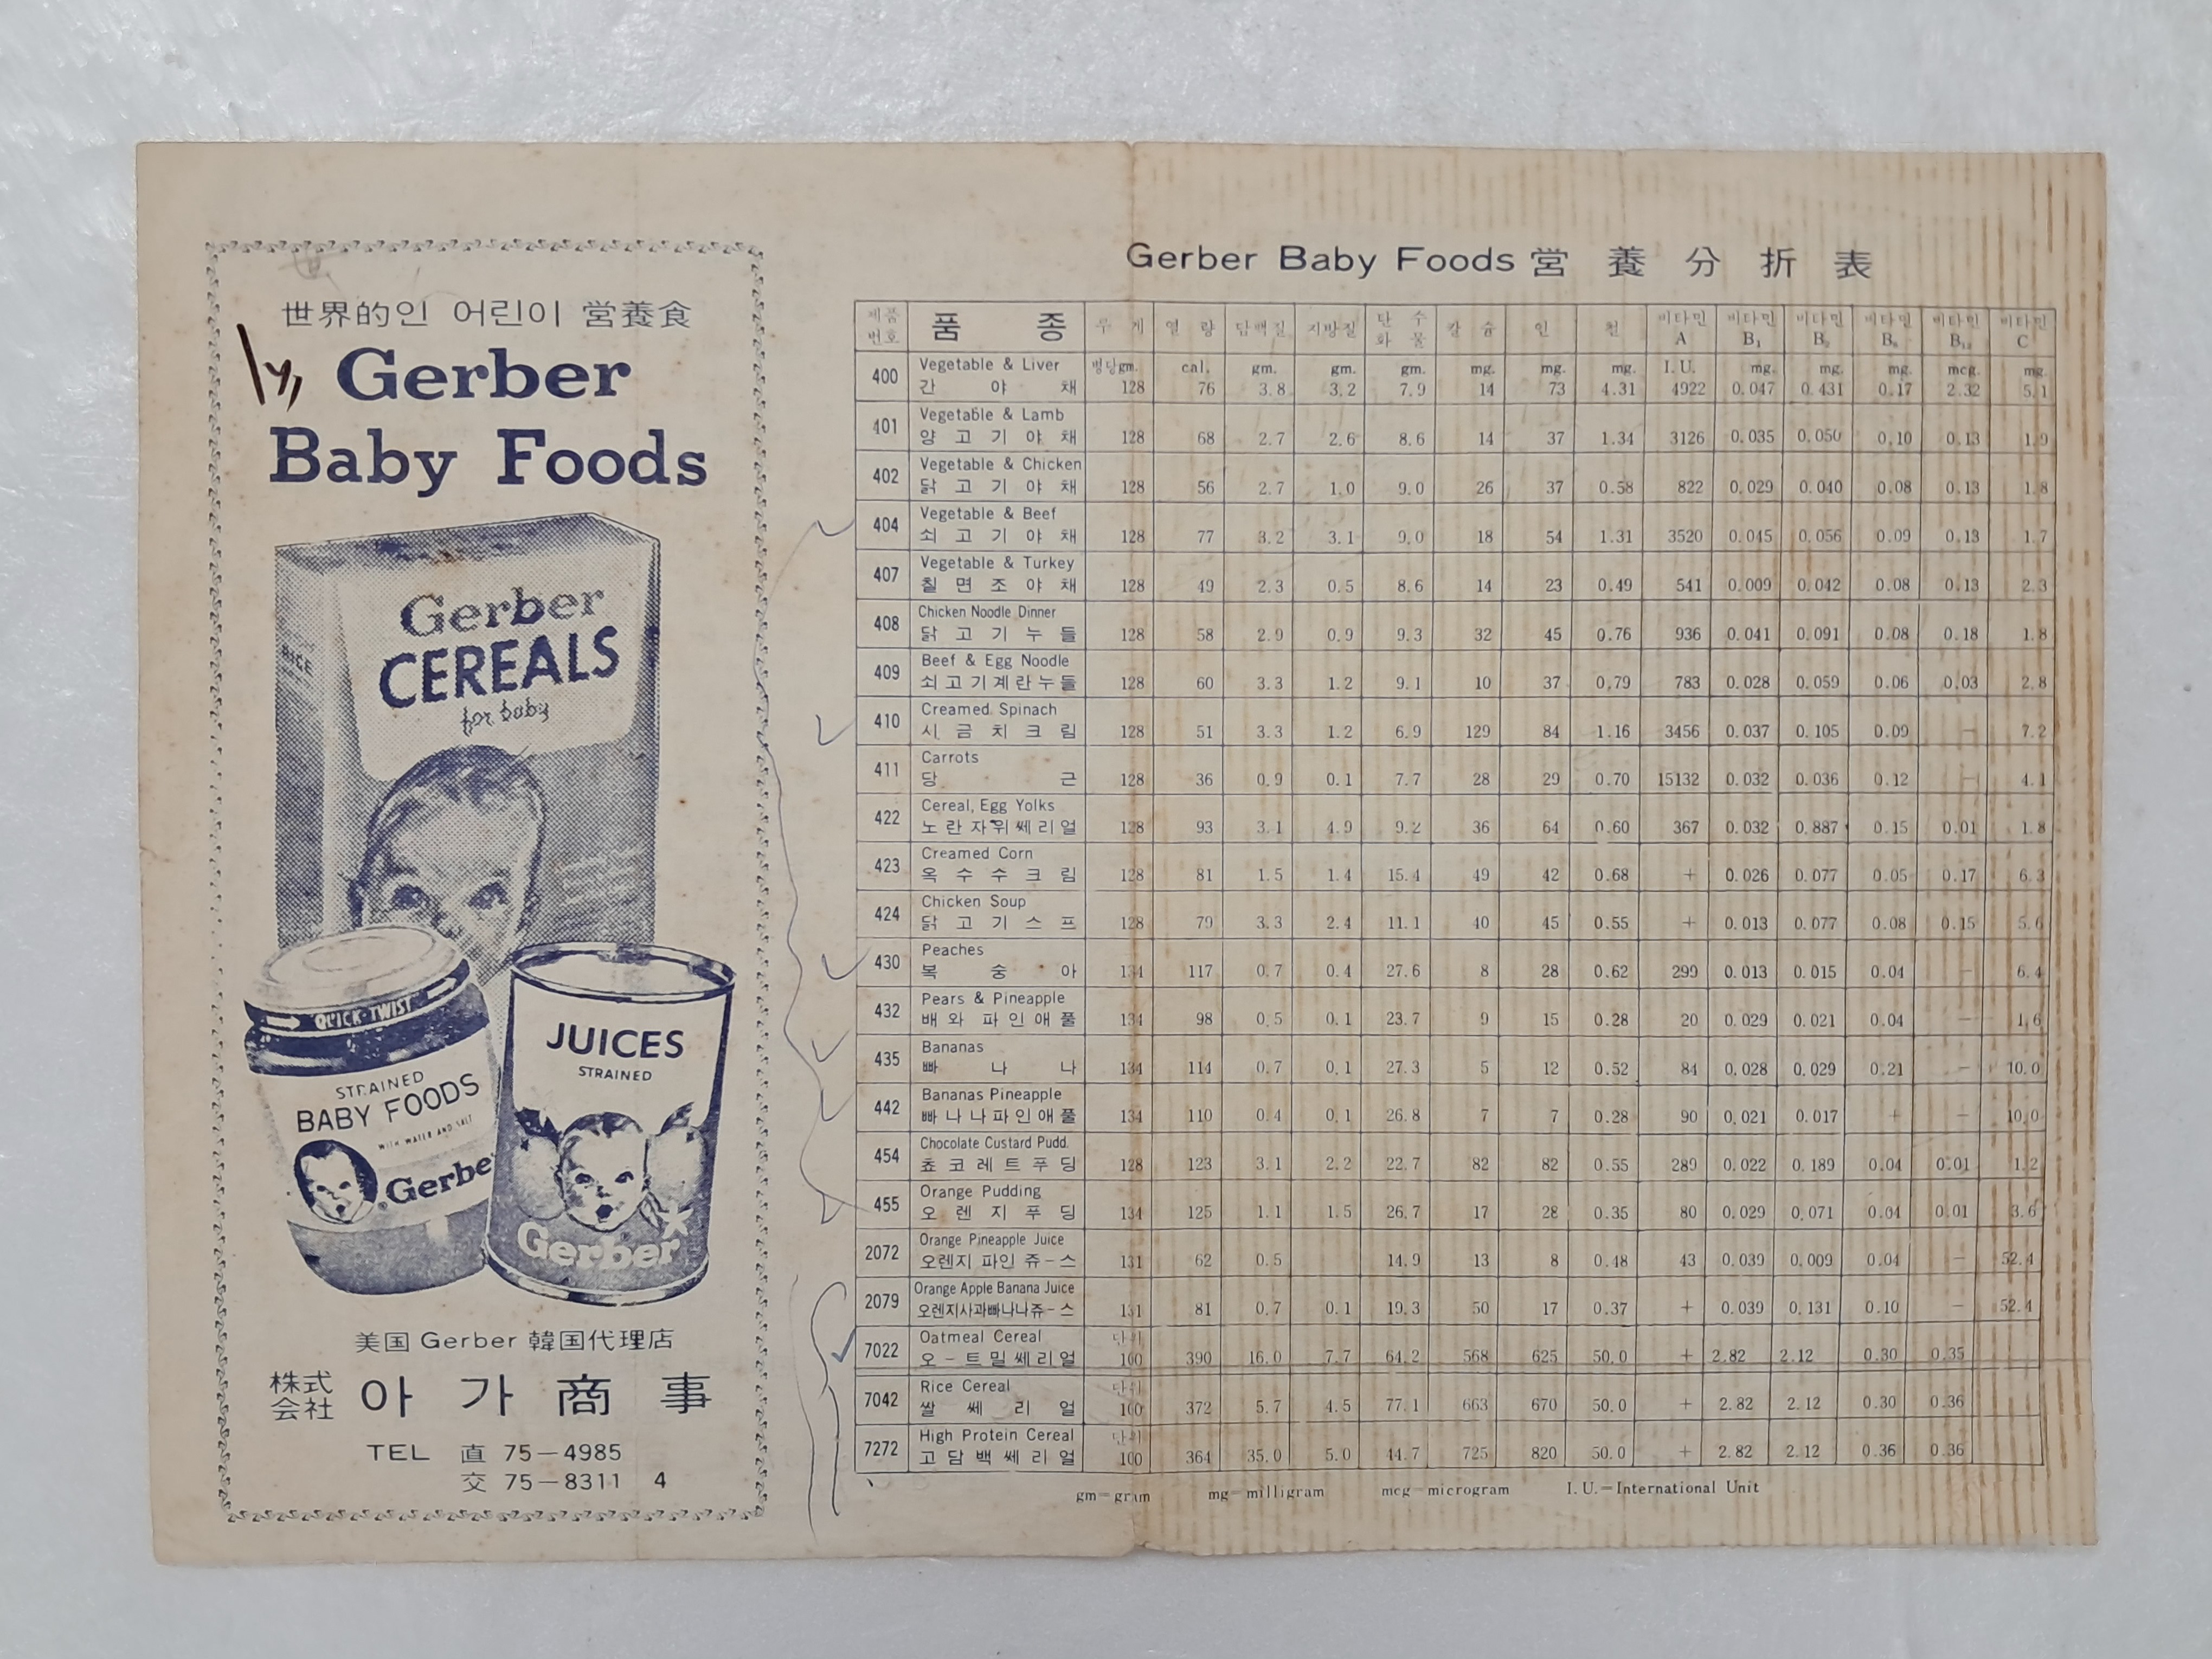 世界的인 어린이 営養食
Gerber
Baby Foods
Gerber
CEREALS
for baby
RICE
QUICK-TWIST
STRAINED
BABY FOODS
WITH WATER AND SALT
Gerber
JUICES
STRAINED
Gerber
美国 Gerber 韓国代理店
株式会社 아가商事
TEL 直 75-4985
交 75-8311 4
Gerber Baby Foods 営養分折表
제품번호 품종 무게 열량 담백질 지방질 단수화물 칼슘 인 철 비타민A 비타민B₁ 비타민B₂ 비타민B₆ 비타민B₁₂ 비타민C
병당gm. cal. gm. gm. gm. mg. mg. mg. I.U. mg. mg. mg. mcg. mg.
400 Vegetable & Liver 간야채 128 76 3.8 3.2 7.9 14 73 4.31 4922 0.047 0.431 0.17 2.32 5.1
401 Vegetable & Lamb 양고기야채 128 68 2.7 2.6 8.6 14 37 1.34 3126 0.035 0.050 0.10 0.13 1.9
402 Vegetable & Chicken 닭고기야채 128 56 2.7 1.0 9.0 26 37 0.58 822 0.029 0.040 0.08 0.13 1.8
404 Vegetable & Beef 쇠고기야채 128 77 3.2 3.1 9.0 18 54 1.31 3520 0.045 0.056 0.09 0.13 1.7
407 Vegetable & Turkey 칠면조야채 128 49 2.3 0.5 8.6 14 23 0.49 541 0.009 0.042 0.08 0.13 2.3
408 Chicken Noodle Dinner 닭고기누들 128 58 2.9 0.9 9.3 32 45 0.76 936 0.041 0.091 0.08 0.18 1.8
409 Beef & Egg Noodle 쇠고기계란누들 128 60 3.3 1.2 9.1 10 37 0.79 783 0.028 0.059 0.06 0.03 2.8
410 Creamed Spinach 시금치크림 128 51 3.3 1.2 6.9 129 84 1.16 3456 0.037 0.105 0.09 — 7.2
411 Carrots 당근 128 36 0.9 0.1 7.7 28 29 0.70 15132 0.032 0.036 0.12 — 4.1
422 Cereal, Egg Yolks 노란자위쎄리얼 128 93 3.1 4.9 9.2 36 64 0.60 367 0.032 0.887 0.15 0.01 1.8
423 Creamed Corn 옥수수크림 128 81 1.5 1.4 15.4 49 42 0.68 + 0.026 0.077 0.05 0.17 6.3
424 Chicken Soup 닭고기스프 128 79 3.3 2.4 11.1 40 45 0.55 + 0.013 0.077 0.08 0.15 5.6
430 Peaches 복숭아 134 117 0.7 0.4 27.6 8 28 0.62 299 0.013 0.015 0.04 — 6.4
432 Pears & Pineapple 배와 파인애풀 134 98 0.5 0.1 23.7 9 15 0.28 20 0.029 0.021 0.04 — 1.6
435 Bananas 빠나나 134 114 0.7 0.1 27.3 5 12 0.52 84 0.028 0.029 0.21 — 10.0
442 Bananas Pineapple 빠나나파인애풀 134 110 0.4 0.1 26.8 7 7 0.28 90 0.021 0.017 + — 10.0
454 Chocolate Custard Pudd. 쵸코레트푸딩 128 123 3.1 2.2 22.7 82 82 0.55 289 0.022 0.189 0.04 0.01 1.2
455 Orange Pudding 오렌지푸딩 134 125 1.1 1.5 26.7 17 28 0.35 80 0.029 0.071 0.04 0.01 3.6
2072 Orange Pineapple Juice 오렌지 파인 쥬-스 131 62 0.5 14.9 13 8 0.48 43 0.039 0.009 0.04 — 52.4
2079 Orange Apple Banana Juice 오렌지사과빠나나쥬-스 131 81 0.7 0.1 19.3 50 17 0.37 + 0.039 0.131 0.10 — 52.4
7022 Oatmeal Cereal 오-트밀쎄리얼 단위 100 390 16.0 7.7 64.2 568 625 50.0 + 2.82 2.12 0.30 0.35
7042 Rice Cereal 쌀쎄리얼 단위 100 372 5.7 4.5 77.1 663 670 50.0 + 2.82 2.12 0.30 0.36
7272 High Protein Cereal 고담백쎄리얼 단위 100 364 35.0 5.0 44.7 725 820 50.0 + 2.82 2.12 0.36 0.36
gm=gram mg=milligram mcg=microgram I.U.=International Unit